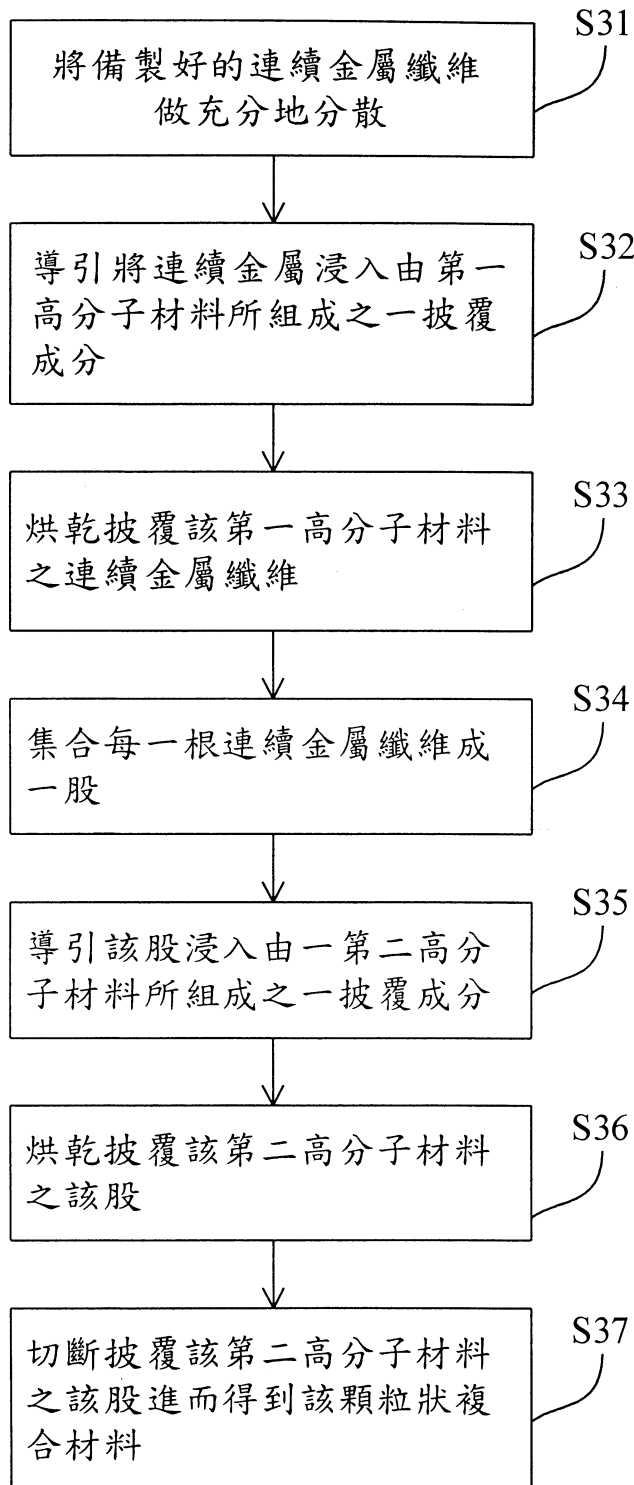 S31
將備製好的連續金屬纖維
做充分地分散
S32
導引將連續金屬浸入由第一
高分子材料所組成之一披覆
成分
S33
烘乾披覆該第一高分子材料
之連續金屬纖維
S34
集合每一根連續金屬纖維成
一股
S35
導引該股浸入由一第二高分
子材料所組成之一披覆成分
S36
烘乾披覆該第二高分子材料
之該股
S37
切斷披覆該第二高分子材料
之該股進而得到該顆粒狀複
合材料